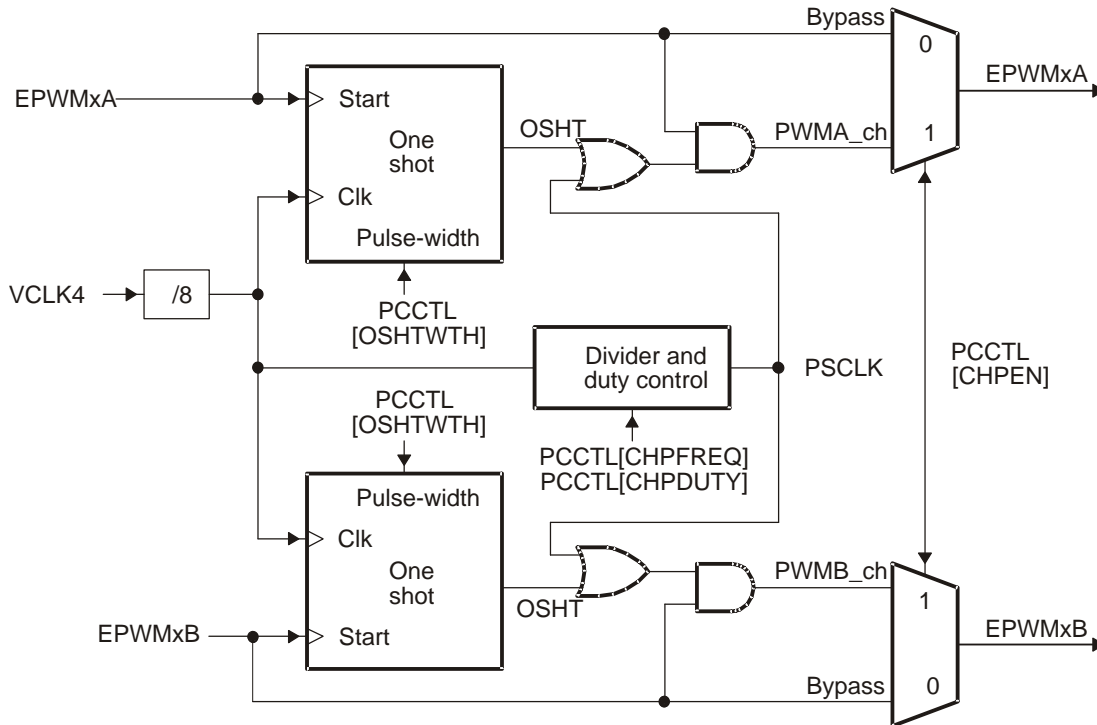 Bypass
0
EPWMxA
EPWMxA
Start
OSHT
One
shot
PWMA_ch
1
Clk
Pulse-width
VCLK4
/8
PCCTL
[OSHTWTH]
Divider and
duty control
PSCLK
PCCTL
[CHPEN]
PCCTL
[OSHTWTH]
PCCTL[CHPFREQ]
PCCTL[CHPDUTY]
Pulse-width
Clk
One
shot
PWMB_ch
1
OSHT
EPWMxB
Start
EPWMxB
Bypass
0